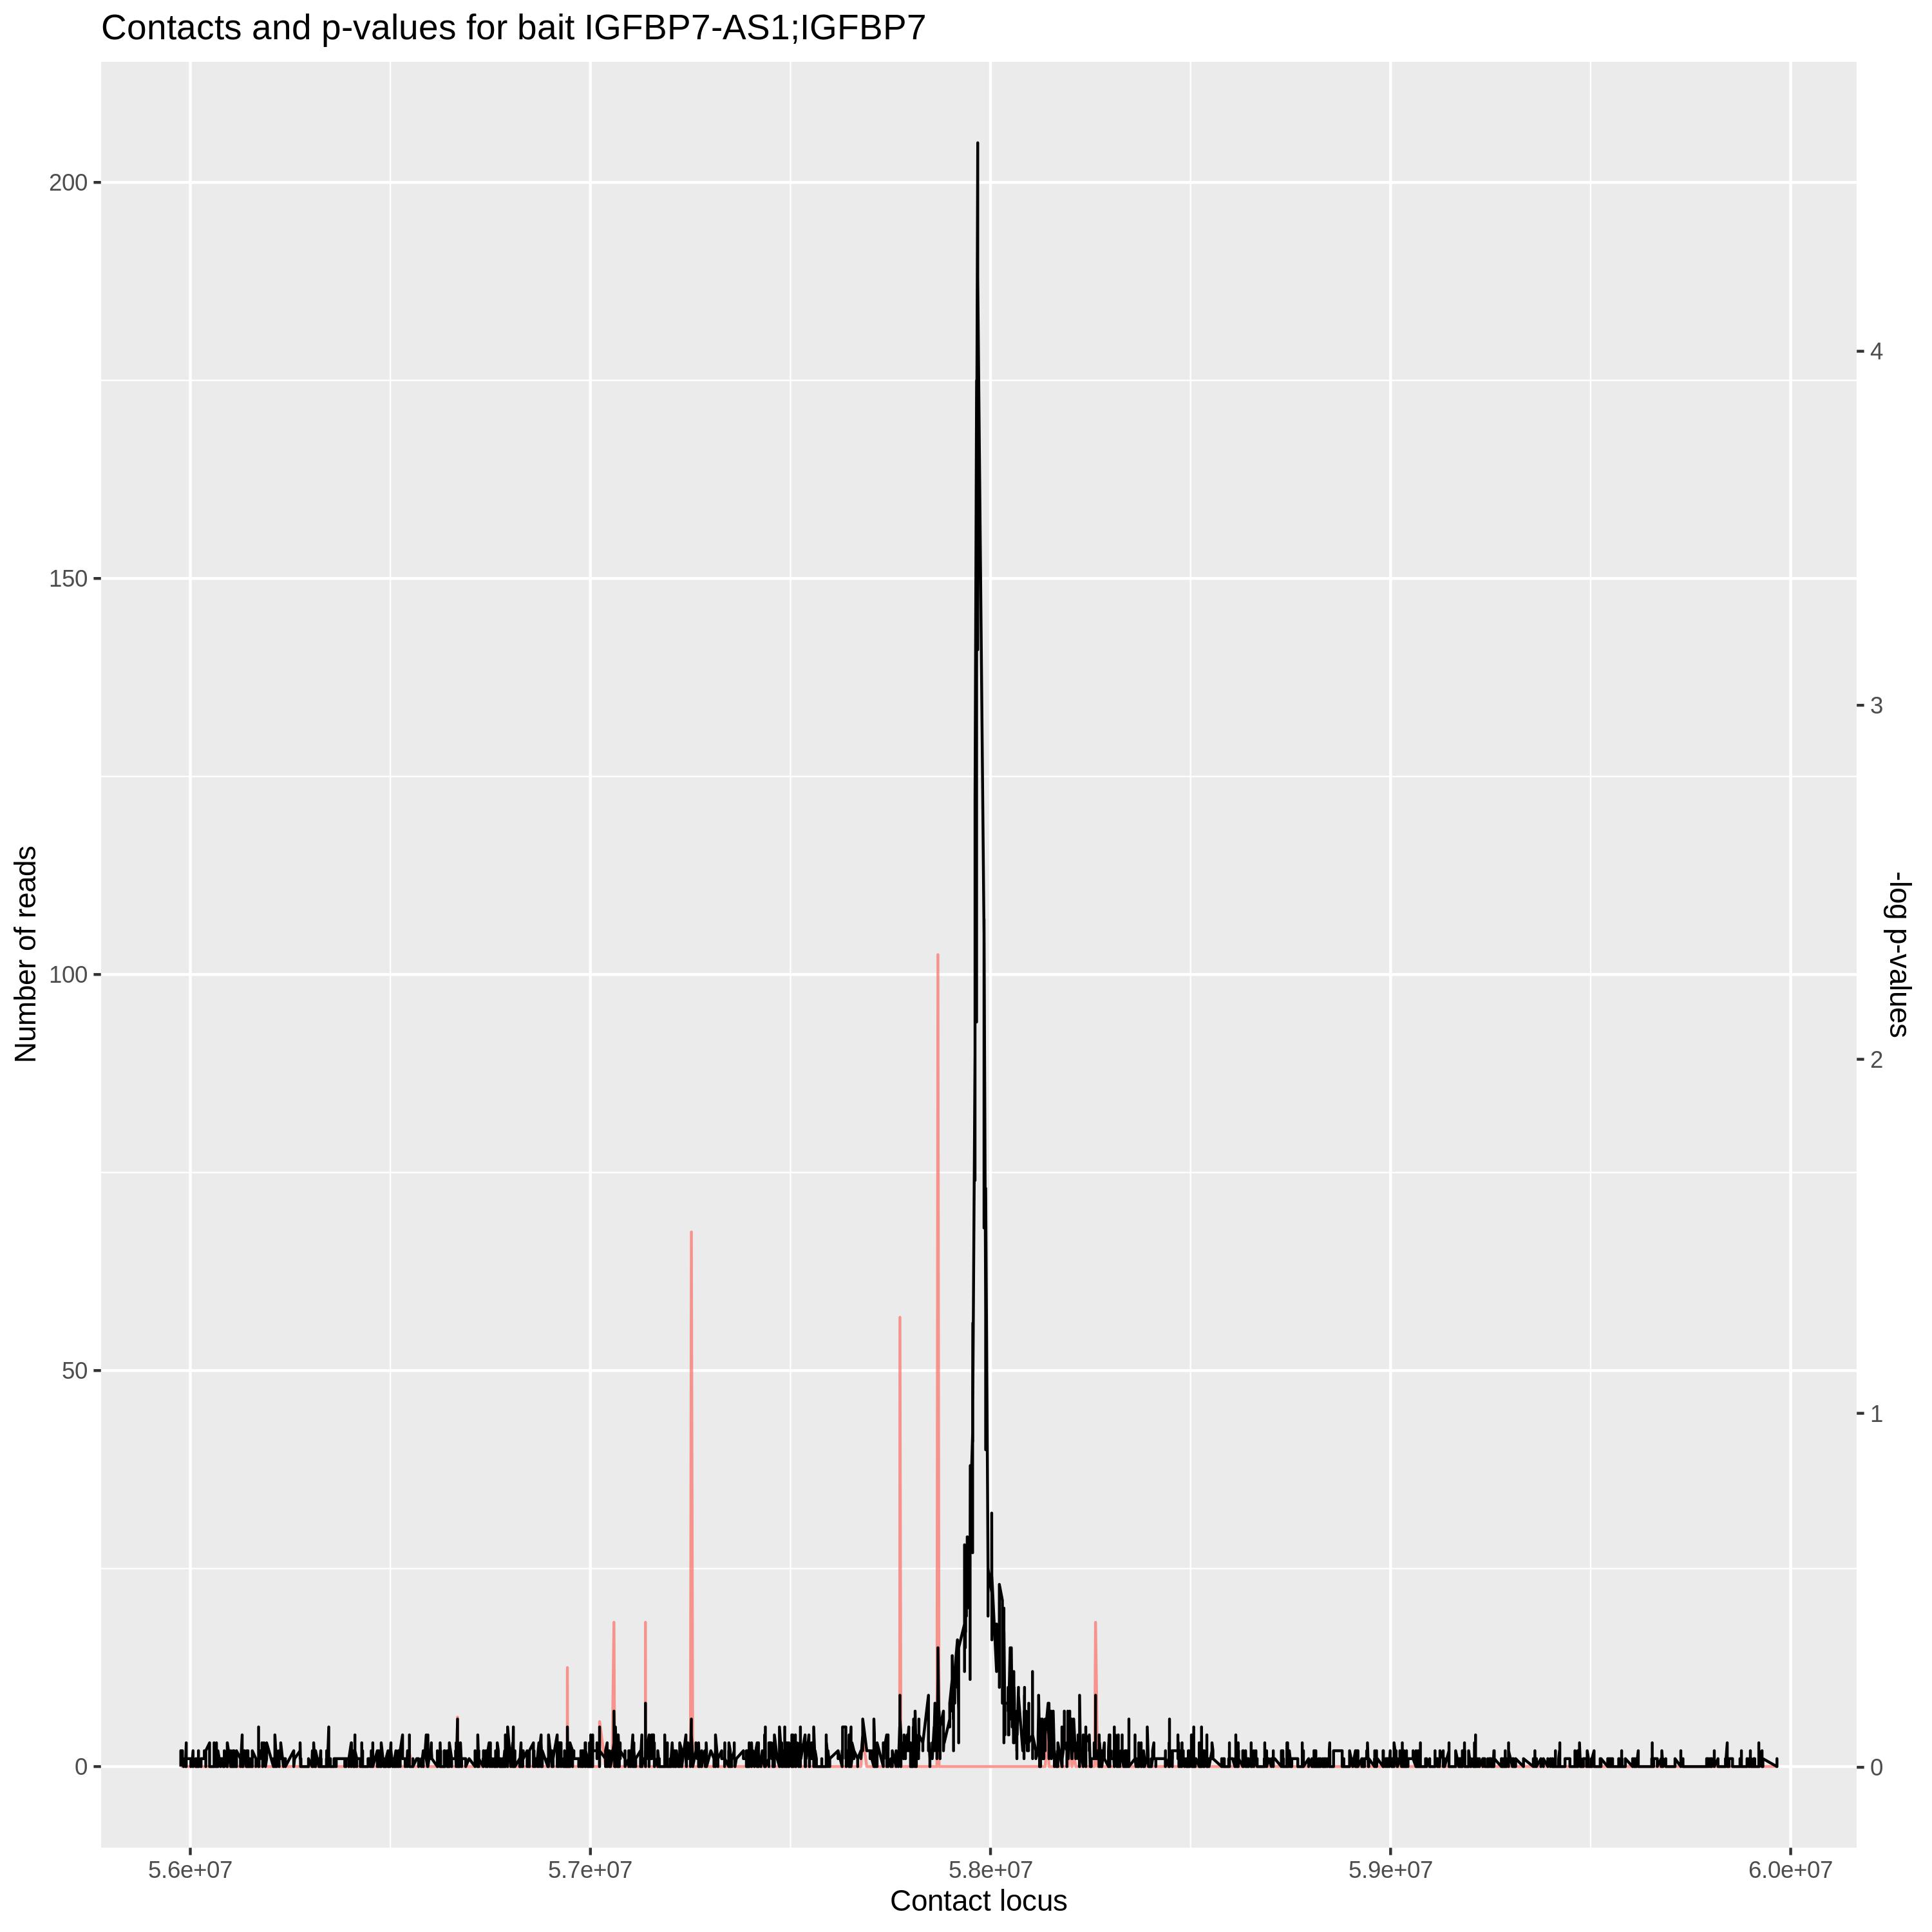 Contacts and p-values for bait IGFBP7-AS1;IGFBP7
200
150
100
50
0
Number of reads
4
3
2
1
0
-log p-values
5.6e+07
5.7e+07
5.8e+07
5.9e+07
6.0e+07
Contact locus